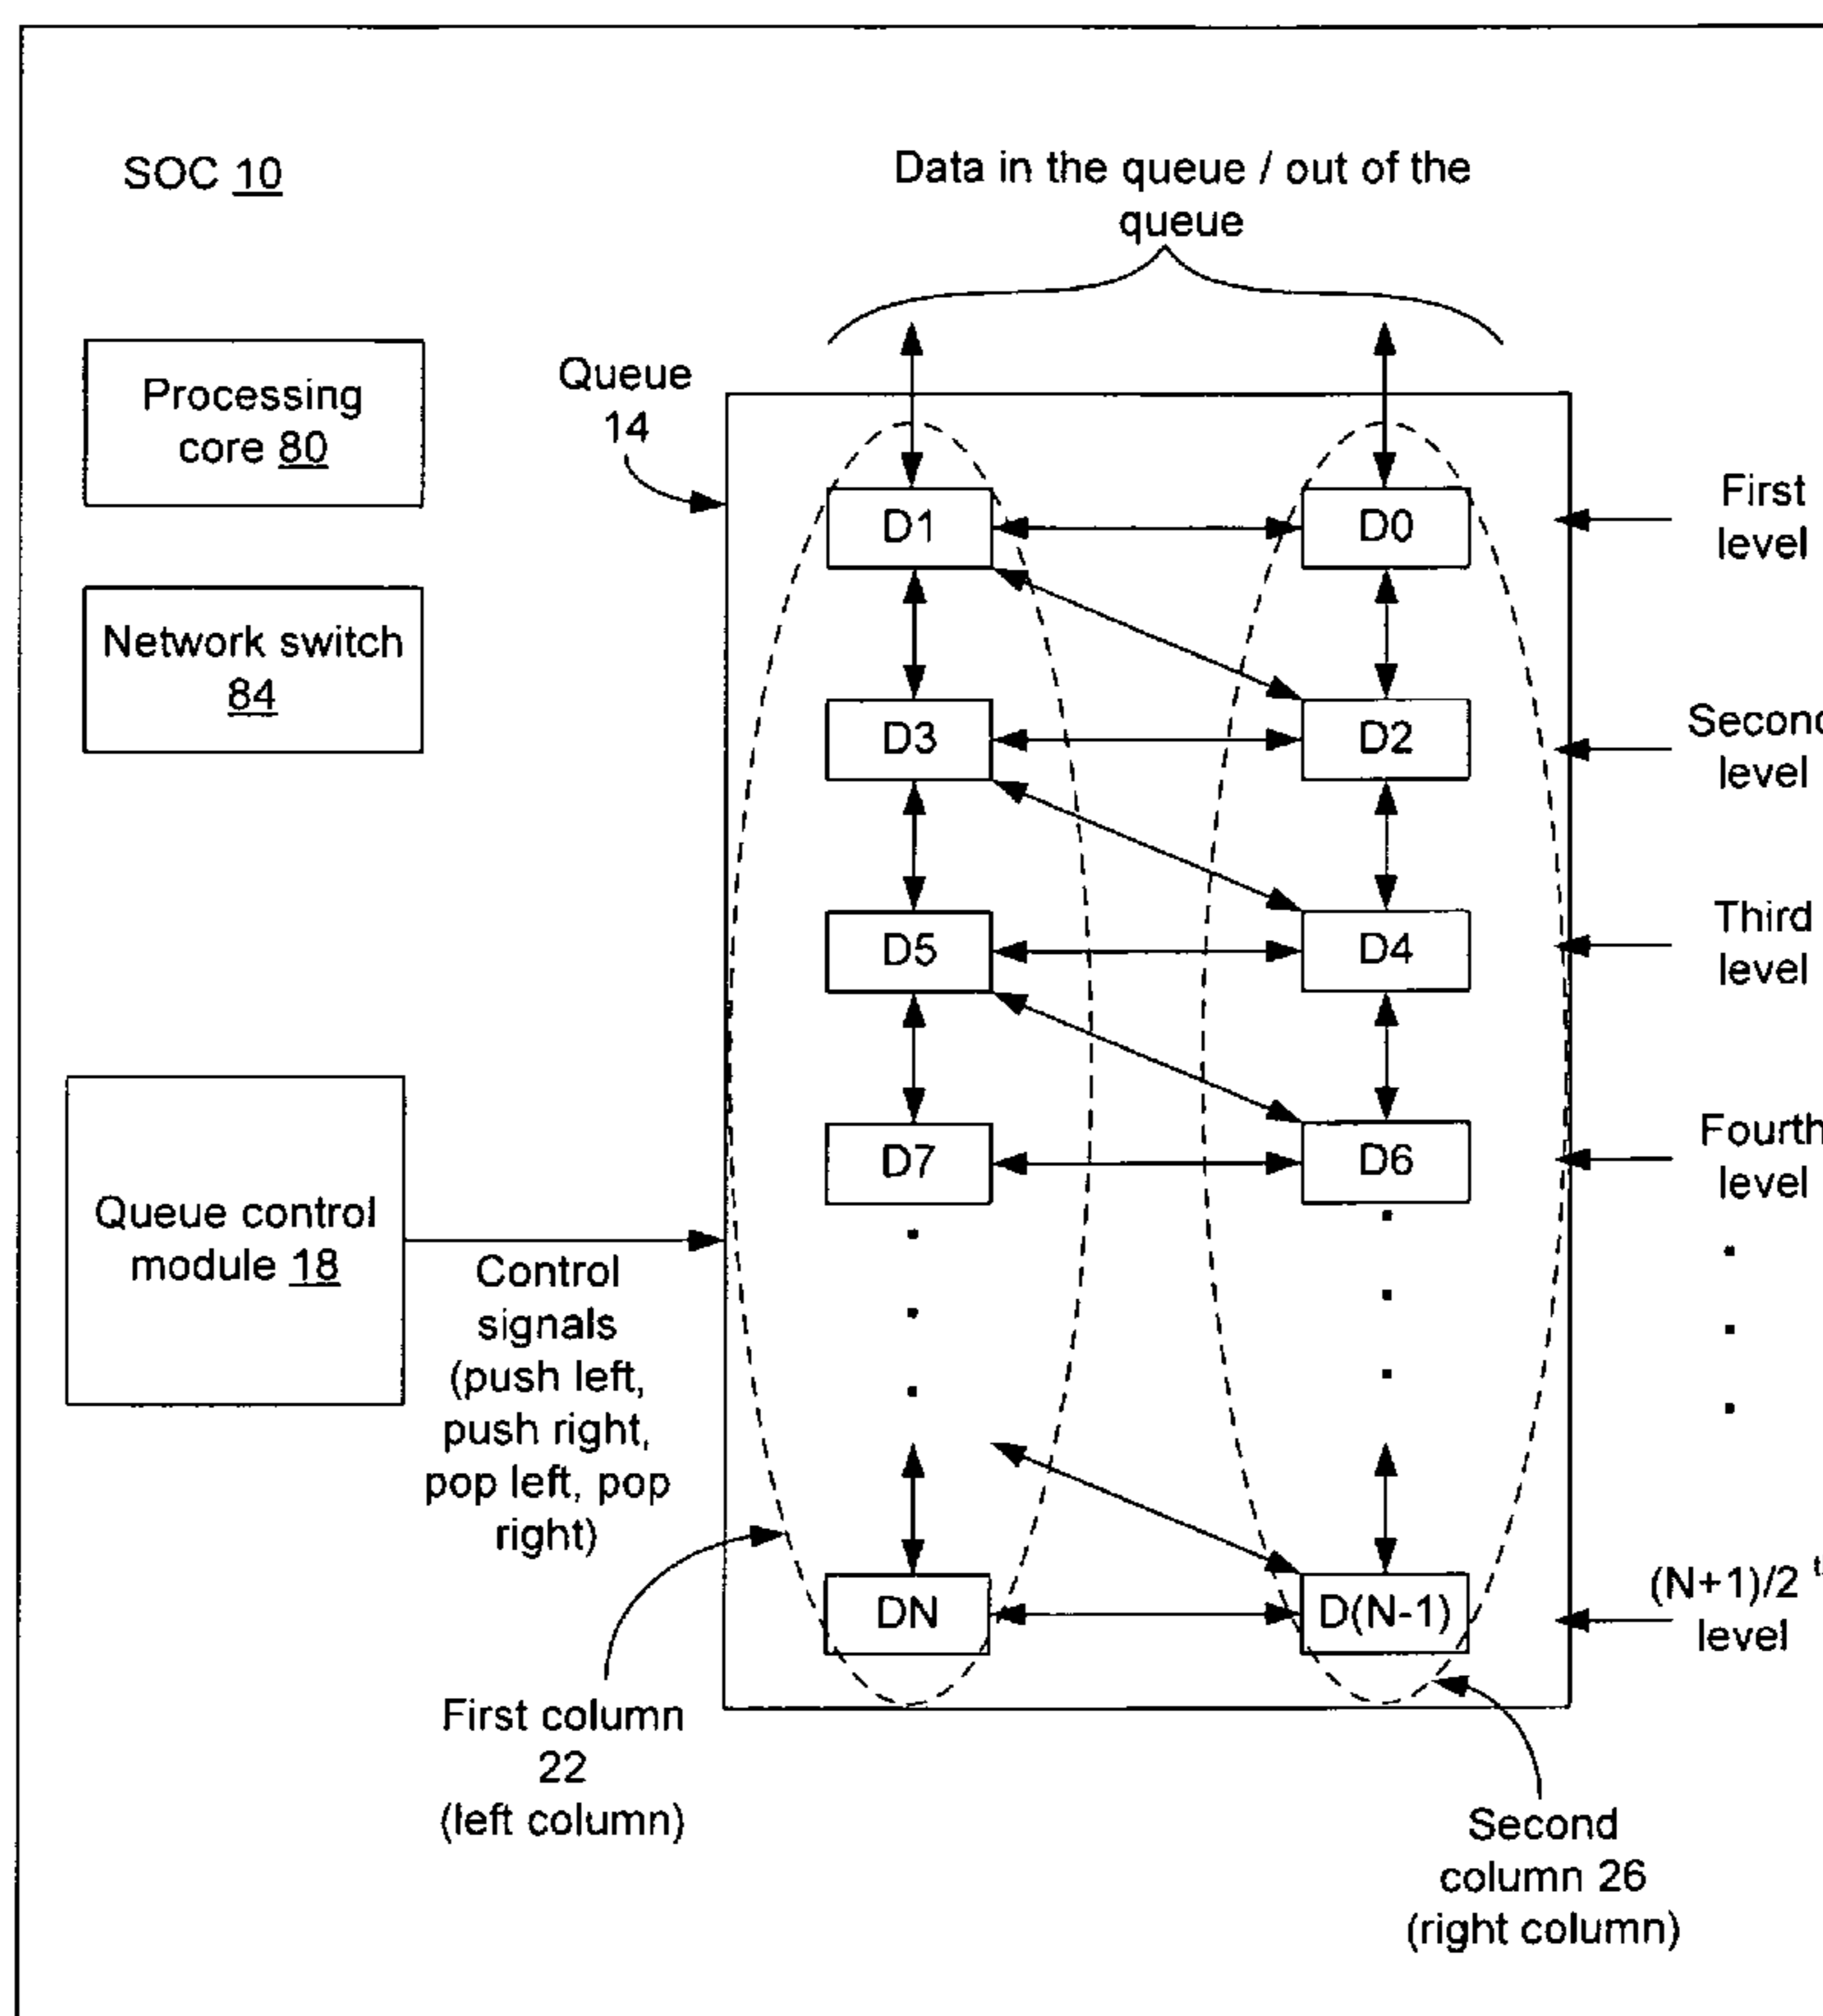 SOC 10
Data in the queue / out of the
queue
Processing
core 80
Queue
14
Network switch
84
D1
D0
First
level
D3
D2
Second
level
D5
D4
Third
level
D7
D6
Fourth
level
Queue control
module 18
Control
signals
(push left,
push right,
pop left, pop
right)
DN
D(N-1)
(N+1)/2
level
First column
22
(left column)
Second
column 26
(right column)